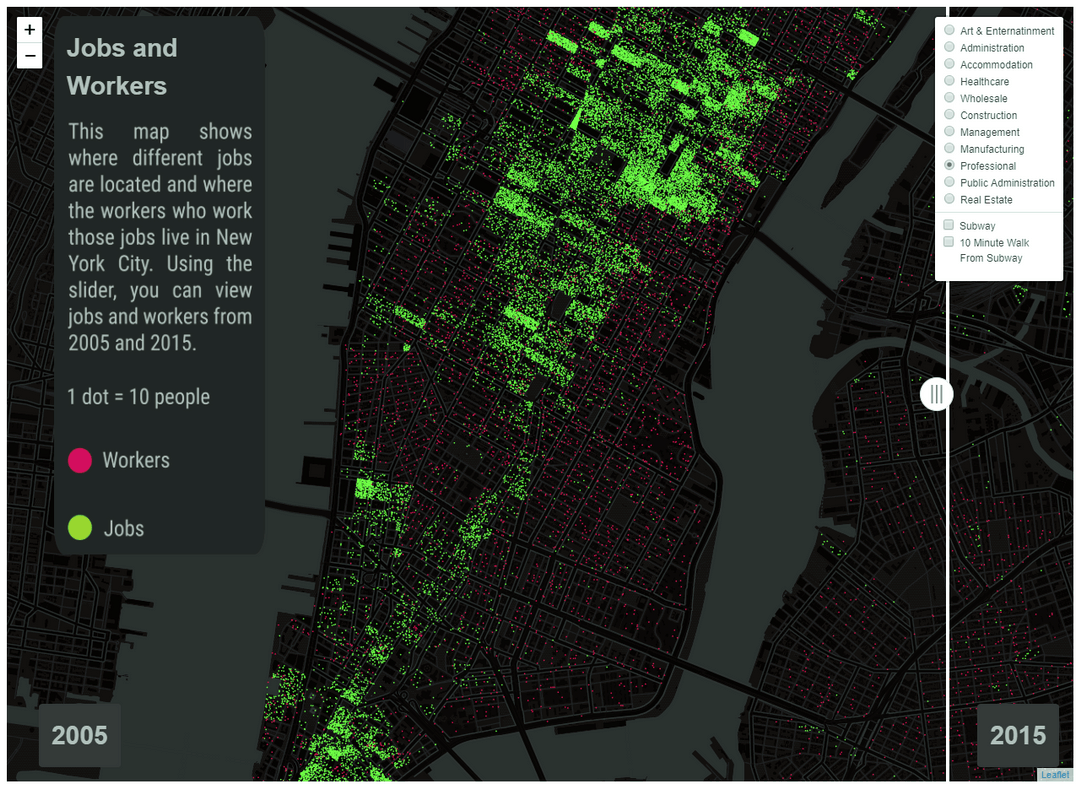 +
−
Jobs and
Workers
This map shows
where different jobs
are located and where
the workers who work
those jobs live in New
York City. Using the
slider, you can view
jobs and workers from
2005 and 2015.
1 dot = 10 people
Workers
Jobs
2005
Art & Enternatinment
Administration
Accommodation
Healthcare
Wholesale
Construction
Management
Manufacturing
Professional
Public Administration
Real Estate
Subway
10 Minute Walk
From Subway
2015
Leaflet